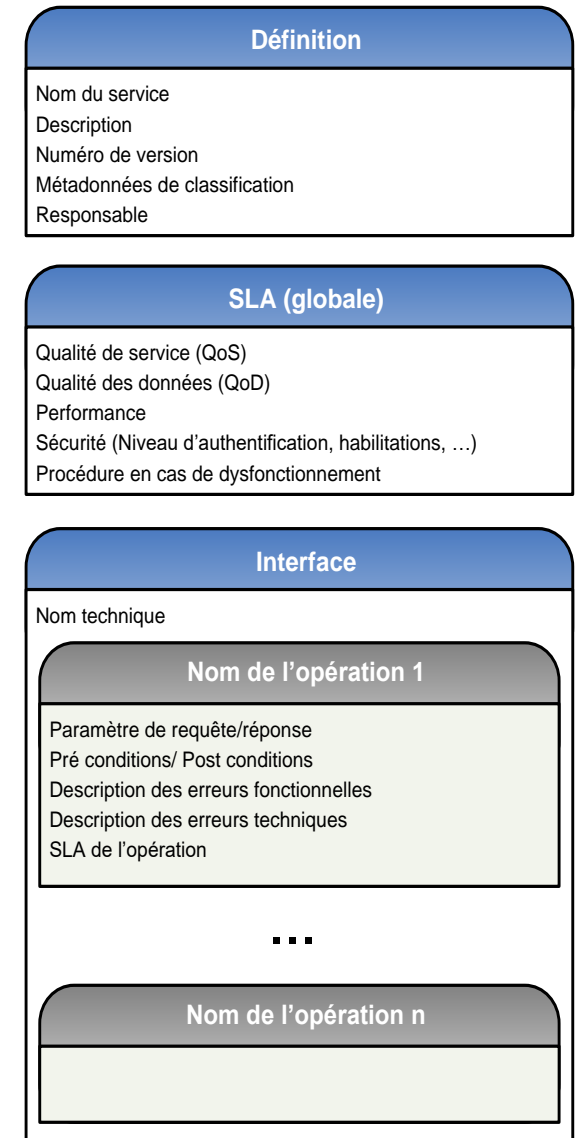 Définition
Nom du service
Description
Numéro de version
Métadonnées de classification
Responsable
SLA (globale)
Qualité de service (QoS)
Qualité des données (QoD)
Performance
Sécurité (Niveau d’authentification, habilitations, …)
Procédure en cas de dysfonctionnement
Interface
Nom technique
Nom de l’opération 1
Paramètre de requête/réponse
Pré conditions/ Post conditions
Description des erreurs fonctionnelles
Description des erreurs techniques
SLA de l’opération
...
Nom de l’opération n